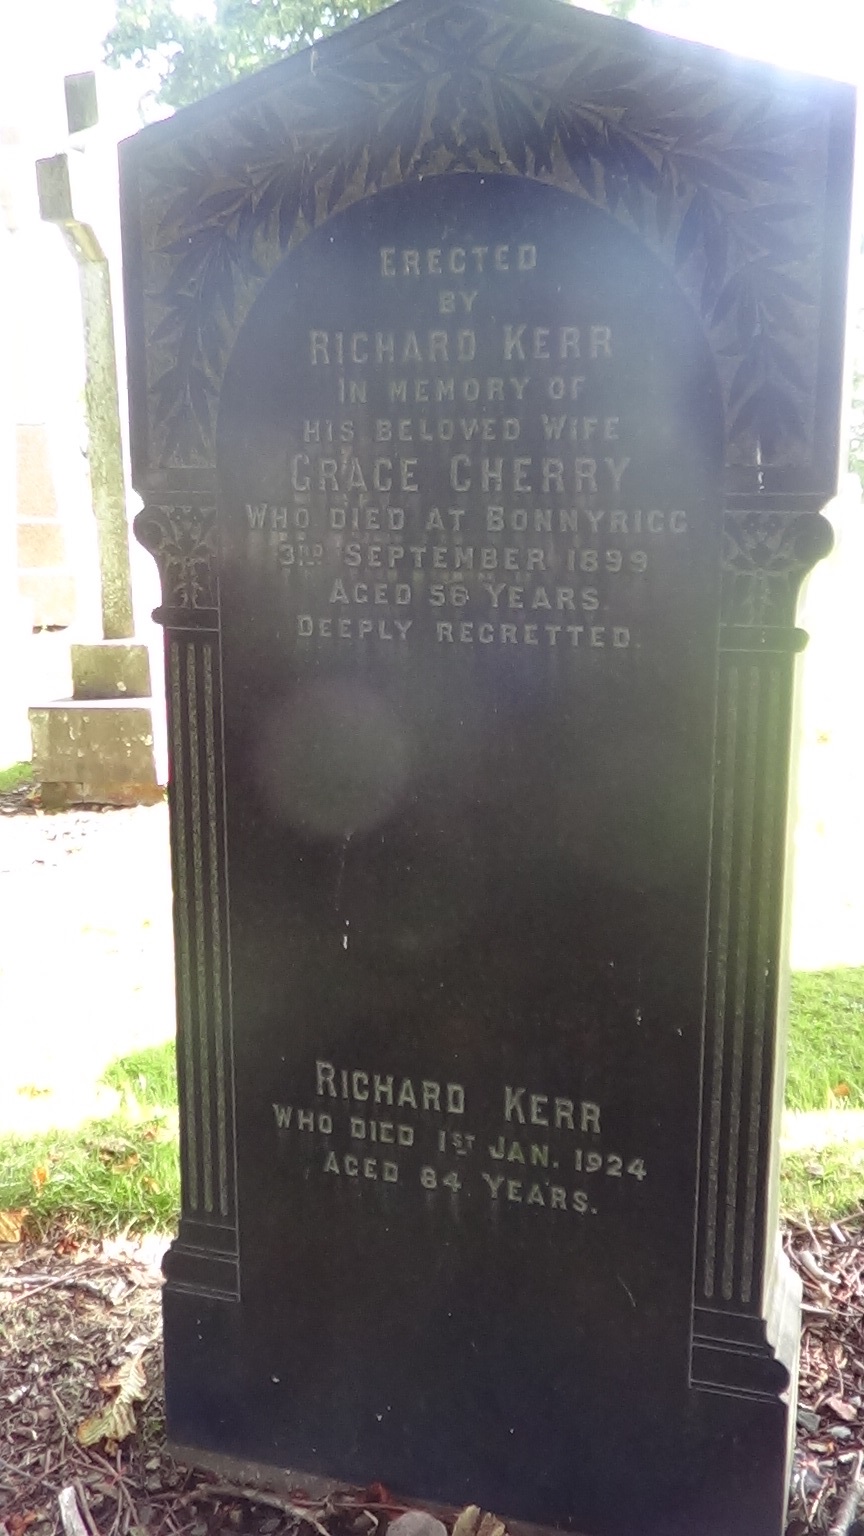 ERECTED
BY
RICHARD KERR
IN MEMORY OF
HIS BELOVED WIFE
GRACE CHERRY
WHO DIED AT BONNYRIGG
3RD SEPTEMBER 1899
AGED 56 YEARS.
DEEPLY REGRETTED.
RICHARD KERR
WHO DIED 1ST JAN. 1924
AGED 84 YEARS.